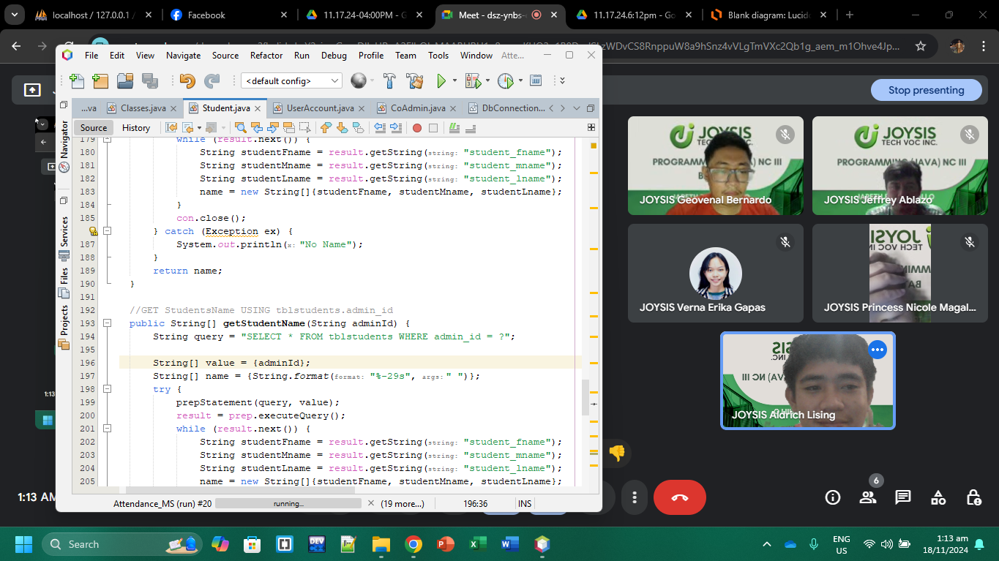 localhost / 127.0.0.1 /
Facebook
11.17.24-04:00PM - G
Meet - dsz-ynbs-
11.17.24.6:12pm - Go
Blank diagram: Lucid
File Edit View Navigate Source Refactor Run Debug Profile Team Tools Window Atte...
<default config>
...va Classes.java Student.java UserAccount.java CoAdmin.java DbConnection...
Source History
Stop presenting
Navigator
Services
Files
Projects
179 while (result.next()) {
180 String studentFname = result.getString(string: "student_fname");
181 String studentMname = result.getString(string: "student_mname");
182 String studentLname = result.getString(string: "student_lname");
183 name = new String[]{studentFname, studentMname, studentLname};
184 }
185 con.close();
} catch (Exception ex) {
187 System.out.println(x: "No Name");
188 }
189 return name;
190 }
191
192 //GET StudentsName USING tblstudents.admin_id
193 public String[] getStudentName(String adminId) {
194 String query = "SELECT * FROM tblstudents WHERE admin_id = ?";
195
196 String[] value = {adminId};
197 String[] name = {String.format(format: "%-29s", args: " ")};
198 try {
199 prepStatement(query, value);
200 result = prep.executeQuery();
201 while (result.next()) {
202 String studentFname = result.getString(string: "student_fname");
203 String studentMname = result.getString(string: "student_mname");
204 String studentLname = result.getString(string: "student_lname");
205 name = new String[]{studentFname, studentMname, studentLname};
Attendance_MS (run) #20 running... (19 more...) 196:36 INS
JOYSIS
TECH VOC INC.
PROGRAMMING (JAVA) NC III
JOYSIS Geovenal Bernardo
JOYSIS
TECH VOC INC.
PROGRAMMING (JAVA) NC III
JOYSIS Jeffrey Ablazo
JOYSIS Verna Erika Gapas
JOYSIS Princess Nicole Magal...
JOYSIS Aldrich Lising
1:13
1:13 AM
6
Search
DEV
ENG
US
1:13 am
18/11/2024